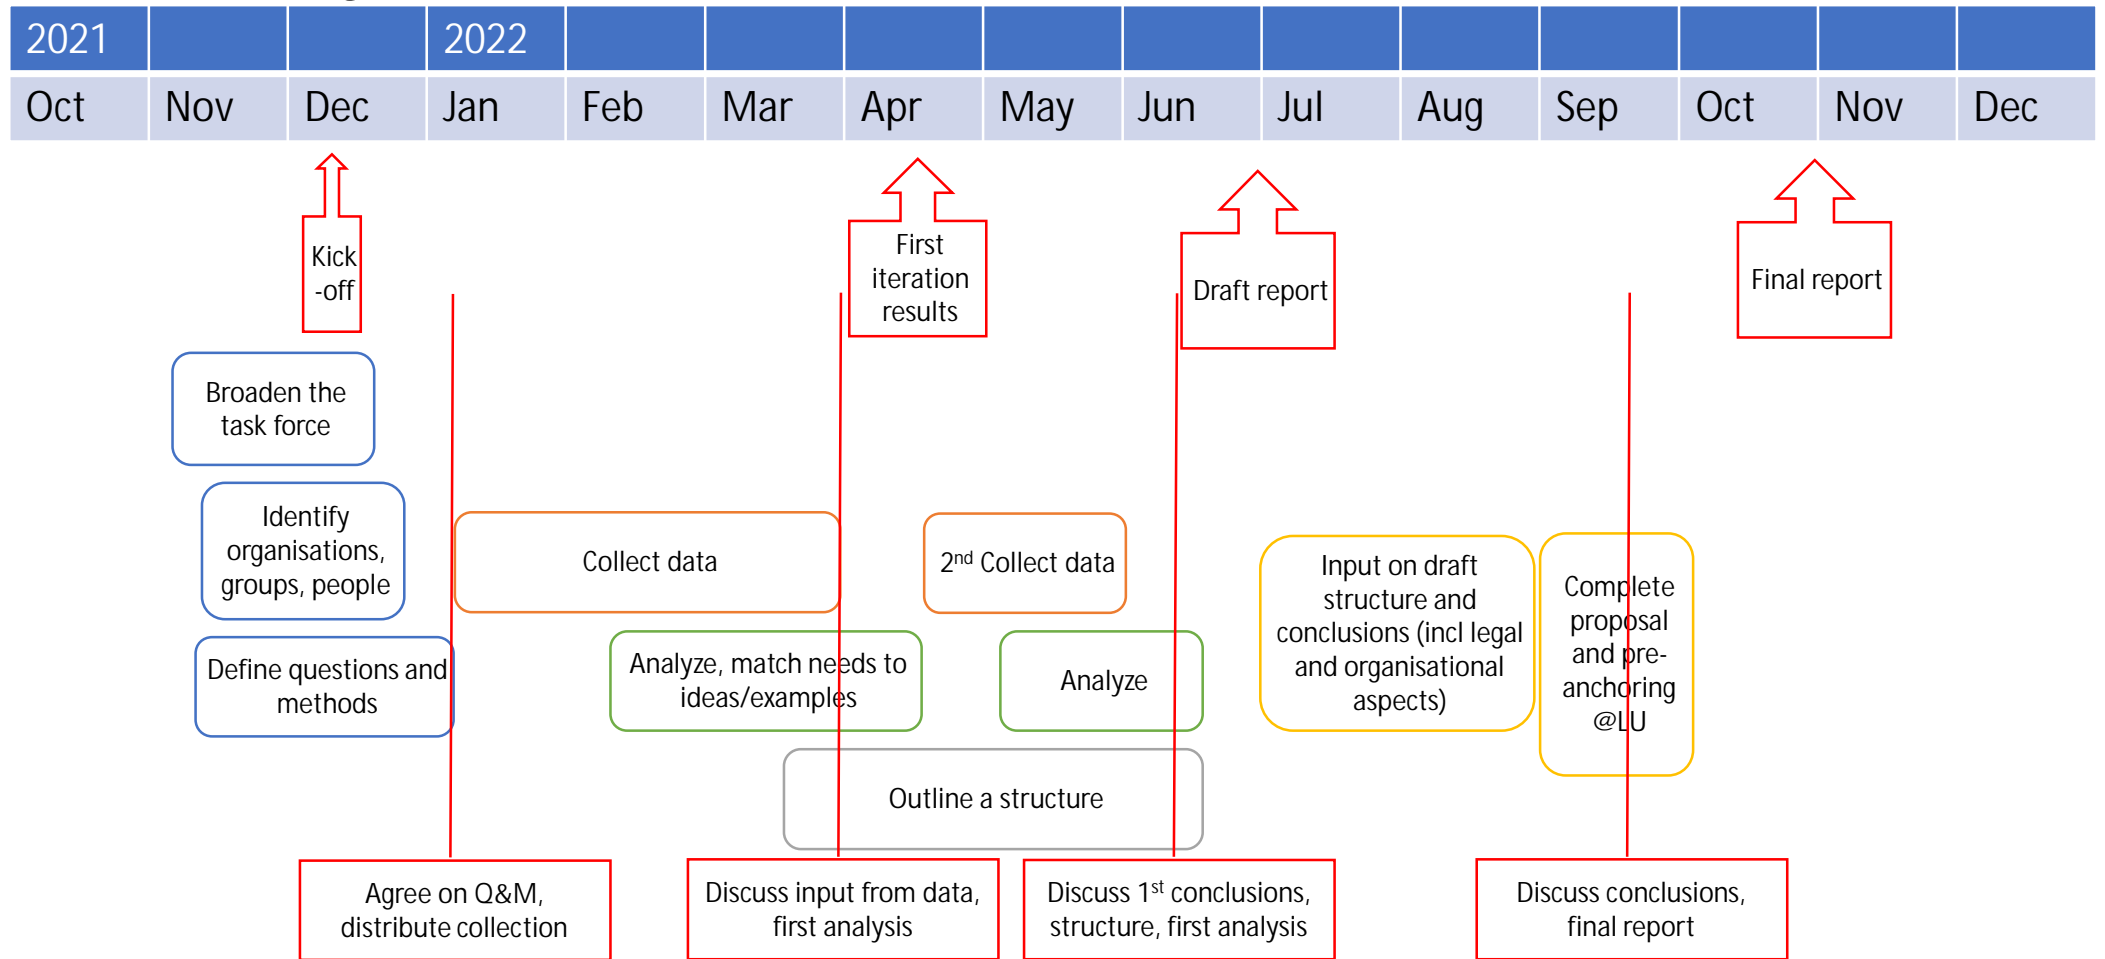 2021 2022
Oct Nov Dec Jan Feb Mar Apr May Jun Jul Aug Sep Oct Nov Dec
Kick
-off
First
iteration
results
Draft report
Final report
Broaden the
task force
Identify
organisations,
groups, people
Define questions and
methods
Collect data
2nd Collect data
Analyze, match needs to
ideas/examples
Analyze
Outline a structure
Input on draft
structure and
conclusions (incl legal
and organisational
aspects)
Complete
proposal
and pre-
anchoring
@LU
Agree on Q&M,
distribute collection
Discuss input from data,
first analysis
Discuss 1st conclusions,
structure, first analysis
Discuss conclusions,
final report